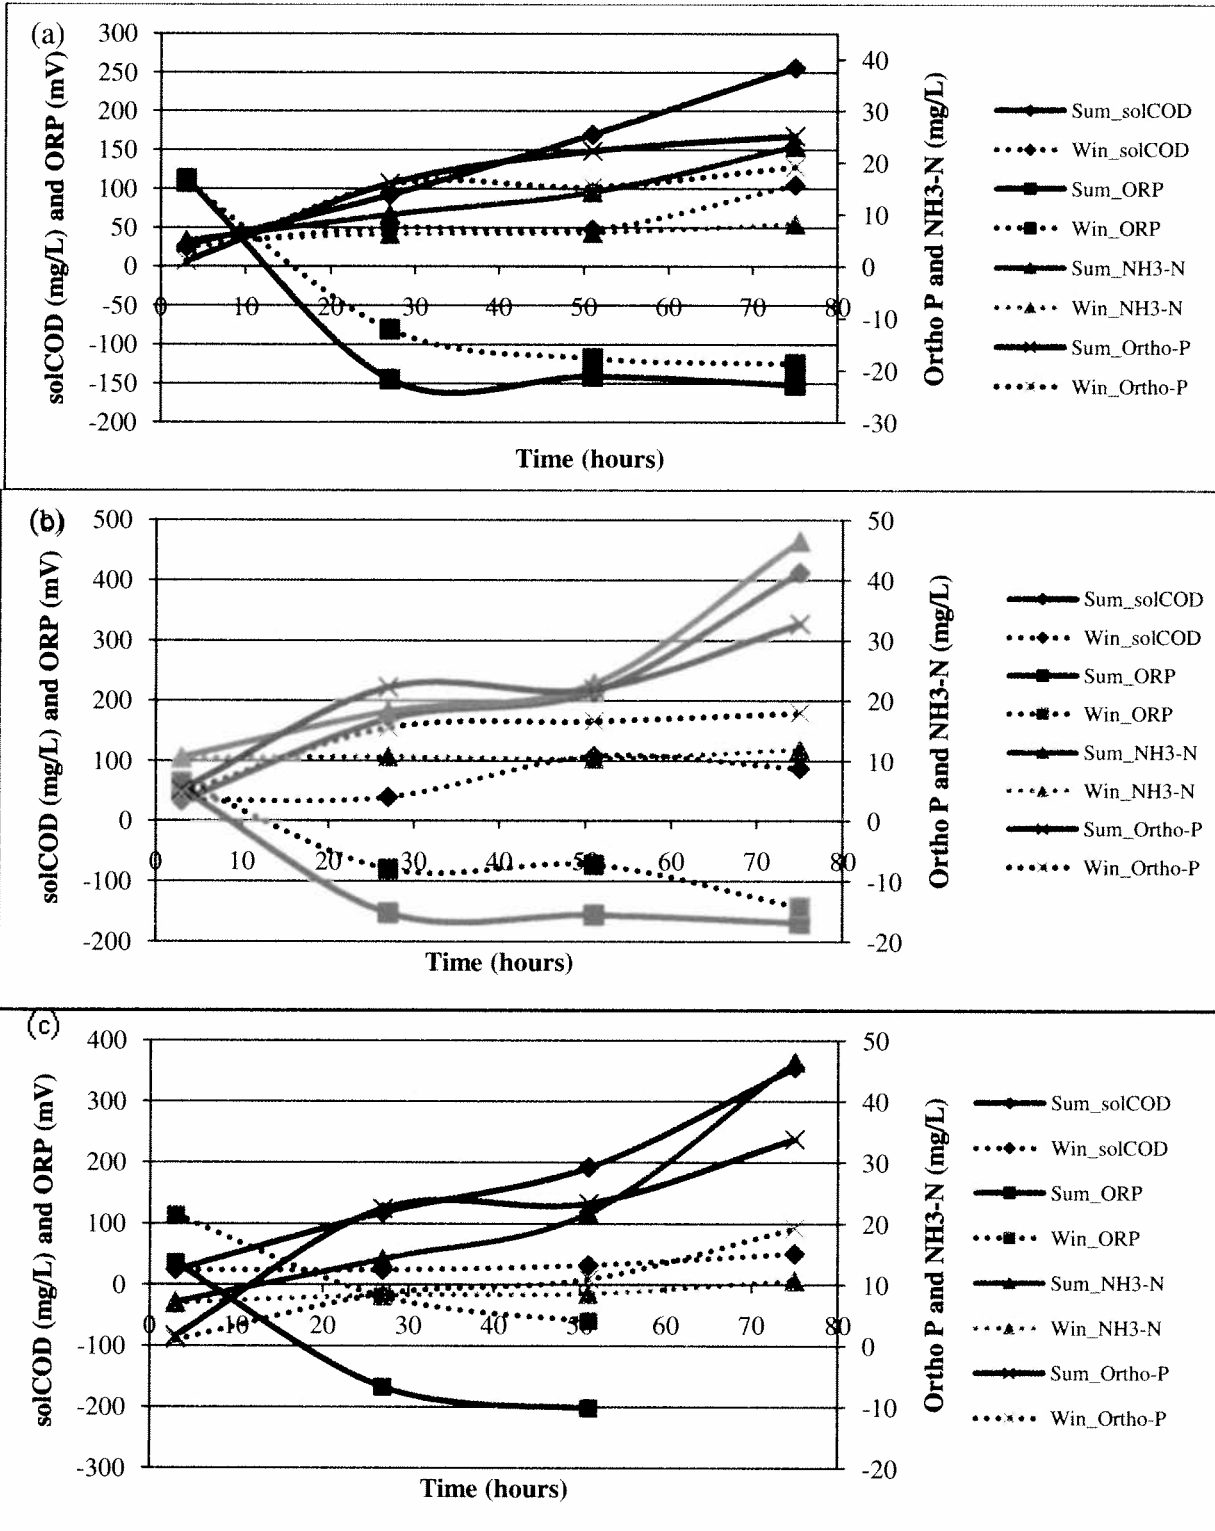 (a)
300
250
200
150
100
50
0
-50
-100
-150
-200
solCOD (mg/L) and ORP (mV)
0 10 20 30 40 50 60 70 80
Time (hours)
40
30
20
10
0
-10
-20
-30
Ortho P and NH3-N (mg/L)
Sum_solCOD
Win_solCOD
Sum_ORP
Win_ORP
Sum_NH3-N
Win_NH3-N
Sum_Ortho-P
Win_Ortho-P
(b)
500
400
300
200
100
0
-100
-200
solCOD (mg/L) and ORP (mV)
0 10 20 30 40 50 60 70 80
Time (hours)
50
40
30
20
10
0
-10
-20
Ortho P and NH3-N (mg/L)
Sum_solCOD
Win_solCOD
Sum_ORP
Win_ORP
Sum_NH3-N
Win_NH3-N
Sum_Ortho-P
Win_Ortho-P
(c)
400
300
200
100
0
-100
-200
-300
solCOD (mg/L) and ORP (mV)
0 10 20 30 40 50 60 70 80
Time (hours)
50
40
30
20
10
0
-10
-20
Ortho P and NH3-N (mg/L)
Sum_solCOD
Win_solCOD
Sum_ORP
Win_ORP
Sum_NH3-N
Win_NH3-N
Sum_Ortho-P
Win_Ortho-P